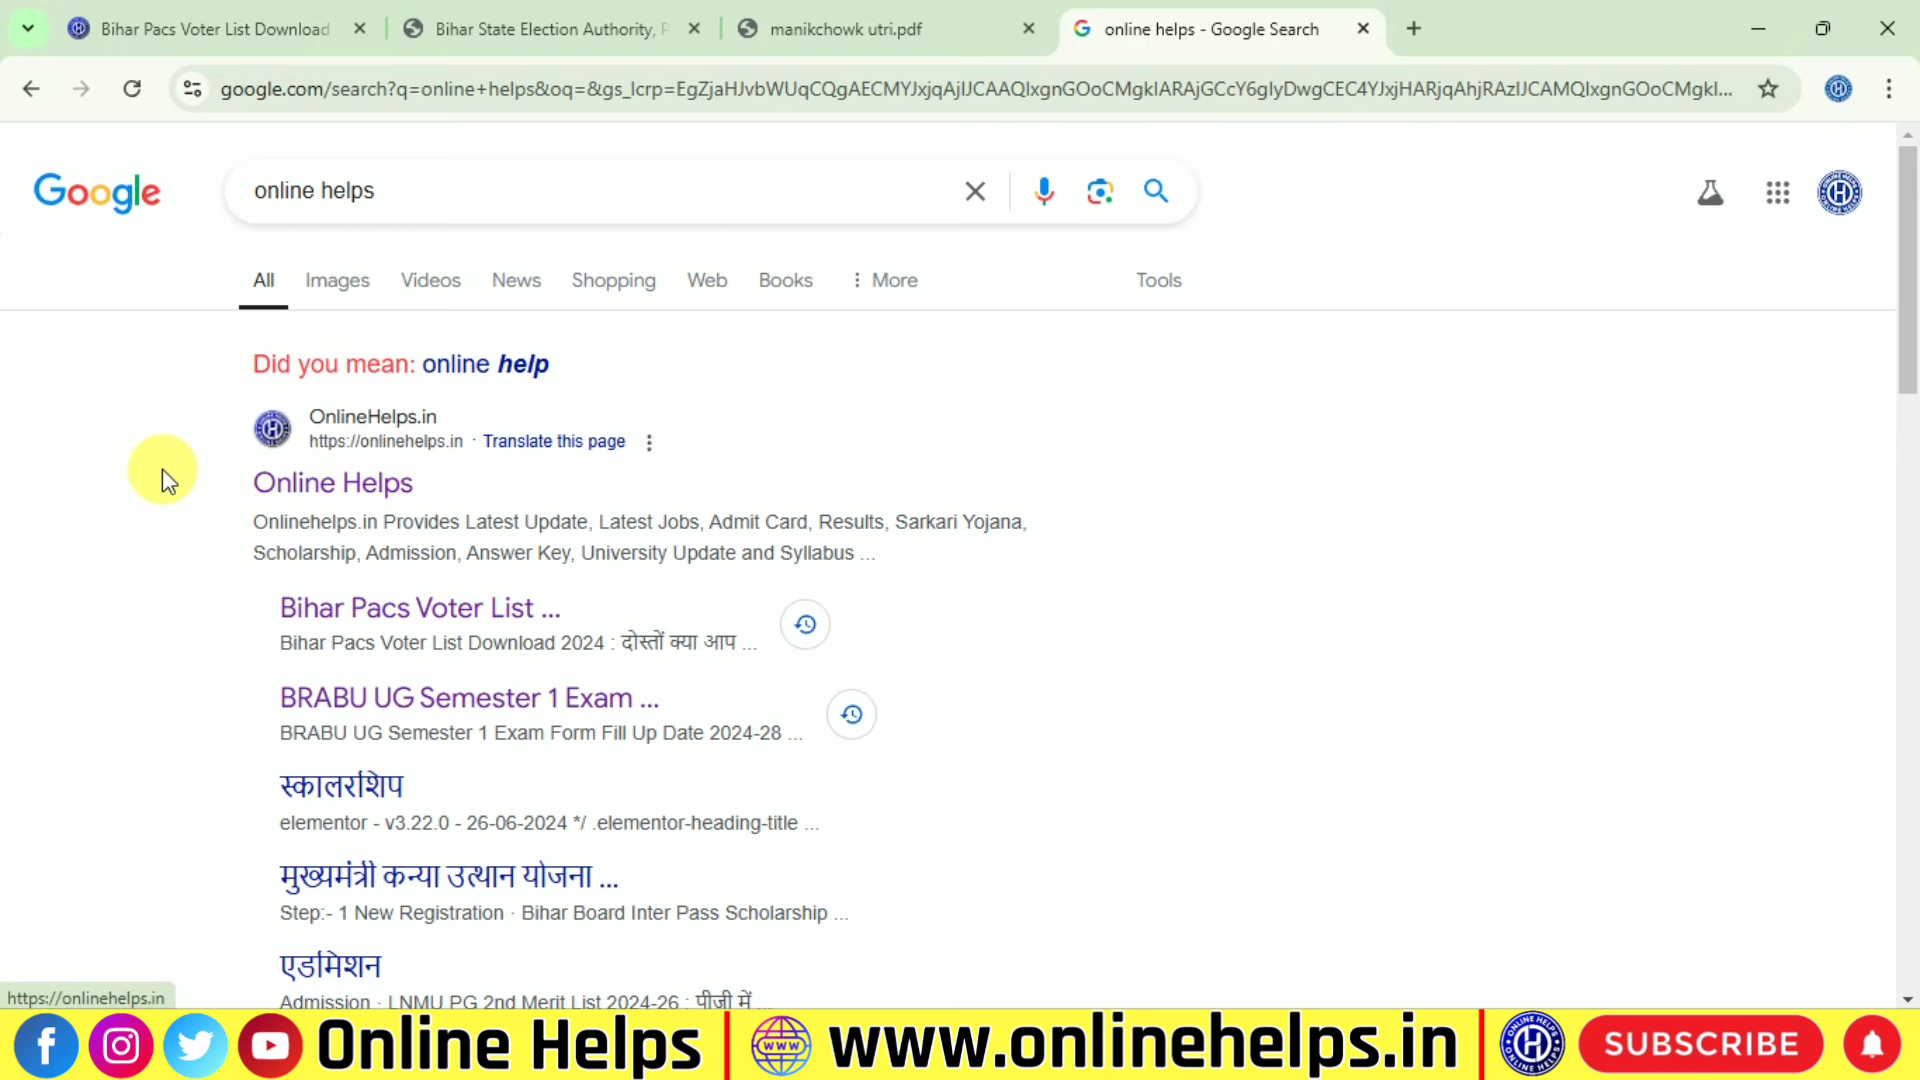 Bihar Pacs Voter List Download
Bihar State Election Authority, P
manikchowk utri.pdf
online helps - Google Search
google.com/search?q=online+helps&oq=&gs_lcrp=EgZjaHJvbWUqCQgAECMYJxjqAjIJCAAQIxgnGOoCMgkIARAjGCcY6gIyDwgCEC4YJxjHARjqAhjRAzIJCAMQIxgnGOoCMgkI...
Google
online helps
All Images Videos News Shopping Web Books More Tools
Did you mean: online help
OnlineHelps.in
https://onlinehelps.in · Translate this page
Online Helps
Onlinehelps.in Provides Latest Update, Latest Jobs, Admit Card, Results, Sarkari Yojana,
Scholarship, Admission, Answer Key, University Update and Syllabus ...
Bihar Pacs Voter List ...
Bihar Pacs Voter List Download 2024 : दोस्तों क्या आप ...
BRABU UG Semester 1 Exam ...
BRABU UG Semester 1 Exam Form Fill Up Date 2024-28 ...
स्कालरशिप
elementor - v3.22.0 - 26-06-2024 */ .elementor-heading-title ...
मुख्यमंत्री कन्या उत्थान योजना ...
Step:- 1 New Registration · Bihar Board Inter Pass Scholarship ...
एडमिशन
Admission · LNMU PG 2nd Merit List 2024-26 : पीजी में ...
https://onlinehelps.in
Online Helps www.onlinehelps.in SUBSCRIBE